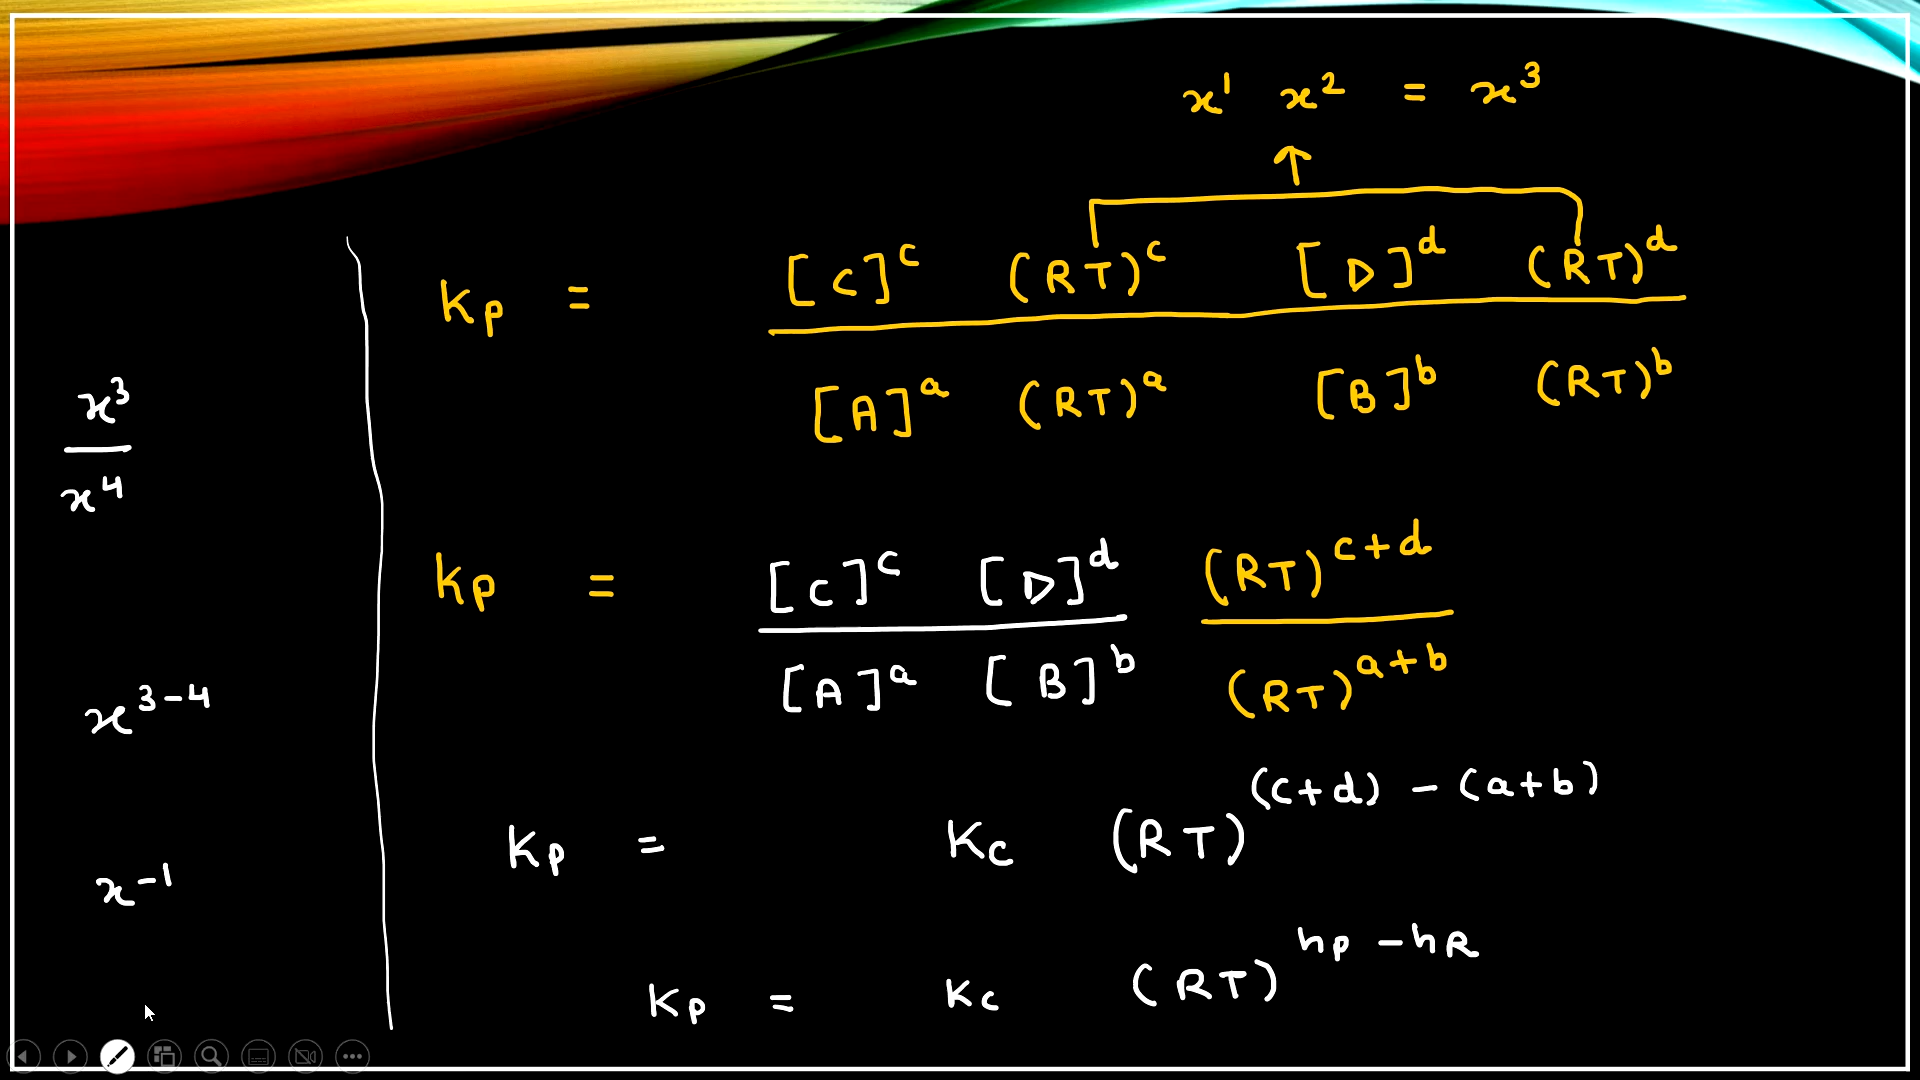 x¹ x² = x³
Kp = [C]^c (RT)^c [D]^d (RT)^d
[A]^a (RT)^a [B]^b (RT)^b
x³
x⁴
Kp = [C]^c [D]^d (RT)^c+d
[A]^a [B]^b (RT)^a+b
x^3-4
Kp = Kc (RT)^(c+d) - (a+b)
x^-1
Kp = Kc (RT)^np - nR